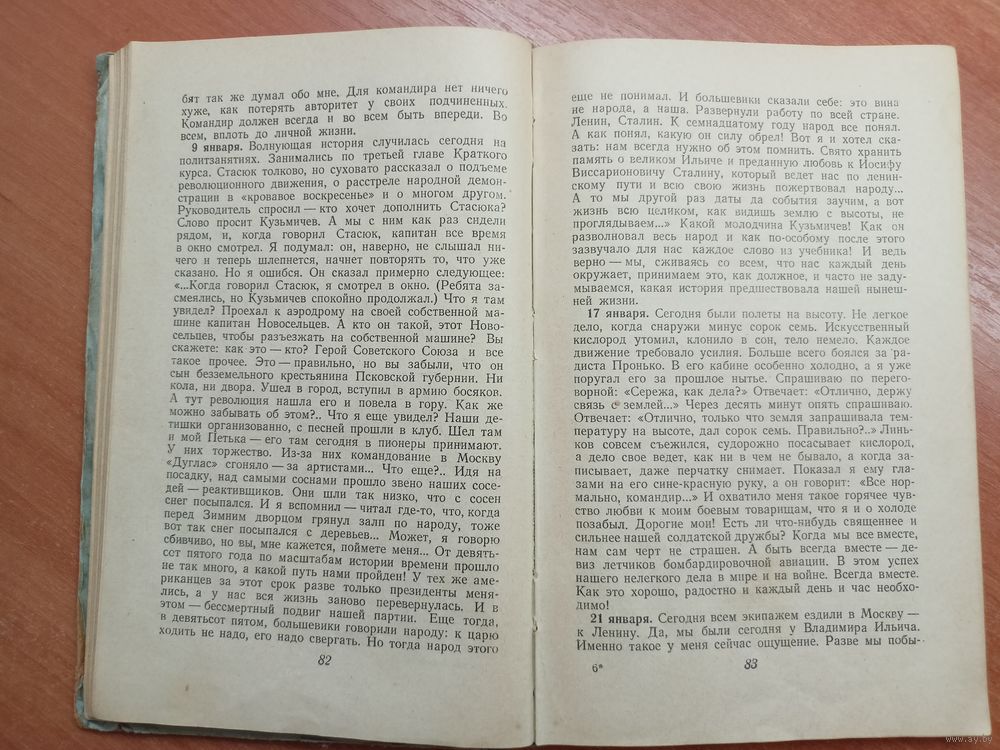 бят так же думал обо мне. Для командира нет ничего
хуже, как потерять авторитет у своих подчиненных.
Командир должен всегда и во всем быть впереди. Во
всем, вплоть до личной жизни.
9 января. Волнующая история случилась сегодня на
политзанятиях. Занимались по третьей главе Краткого
курса. Стасюк толково, но суховато рассказал о подъеме
революционного движения, о расстреле народной демон-
страции в «кровавое воскресенье» и о многом другом.
Руководитель спросил — кто хочет дополнить Стасюка?
Слово просит Кузьмичев. А мы с ним как раз сидели
рядом, и, когда говорил Стасюк, капитан все время
в окно смотрел. Я подумал: он, наверно, не слышал ни-
чего и теперь шлепнется, начнет повторять то, что уже
сказано. Но я ошибся. Он сказал примерно следующее:
«...Когда говорил Стасюк, я смотрел в окно. (Ребята за-
смеялись, но Кузьмичев спокойно продолжал.) Что я там
увидел? Проехал к аэродрому на своей собственной ма-
шине капитан Новосельцев. А кто он такой, этот Ново-
сельцев, чтобы разъезжать на собственной машине? Вы
скажете: как это — кто? Герой Советского Союза и все
такое прочее. Это — правильно, но вы забыли, что он
сын безземельного крестьянина Псковской губернии. Ни
кола, ни двора. Ушел в город, вступил в армию босяков.
А тут революция нашла его и повела в гору. Как же
можно забывать об этом?.. Что я еще увидел? Наши де-
тишки организованно, с песней прошли в клуб. Шел там
и мой Петька — его там сегодня в пионеры принимают.
У них торжество. Из-за них командование в Москву
«Дуглас» сгоняло — за артистами... Что еще?.. Идя на
посадку, над самыми соснами прошло звено наших сосе-
дей — реактивщиков. Они шли так низко, что с сосен
снег посыпался. И я вспомнил — читал где-то, что, когда
перед Зимним дворцом грянул залп по народу, тоже
вот так снег посыпался с деревьев... Может, я говорю
сбивчиво, но вы, мне кажется, поймете меня... От девять-
сот пятого года по масштабам истории времени прошло
не так много, а какой путь нами пройден! У тех же аме-
риканцев за этот срок разве только президенты меня-
лись, а у нас вся жизнь заново перевернулась. И в
этом — бессмертный подвиг нашей партии. Еще тогда,
в девятьсот пятом, большевики говорили народу: к царю
ходить не надо, его надо свергать. Но тогда народ этого
82
еще не понимал. И большевики сказали себе: это вина
не народа, а наша. Развернули работу по всей стране.
Ленин, Сталин. К семнадцатому году народ все понял.
А как понял, какую он силу обрел! Вот я и хотел ска-
зать: нам всегда нужно об этом помнить. Свято хранить
память о великом Ильиче и преданную любовь к Иосифу
Виссарионовичу Сталину, который ведет нас по ленин-
скому пути и всю свою жизнь пожертвовал народу...
А то мы другой раз даты да события заучим, а вот
жизнь всю целиком, как видишь землю с высоты, не
проглядываем...» Какой молодчина Кузьмичев! Как он
разволновал весь народ и как по-особому после этого
зазвучало для нас каждое слово из учебника! И ведь
верно — мы, сживаясь со всем, что нас каждый день
окружает, принимаем это, как должное, и часто не заду-
мываемся, какая история предшествовала нашей нынеш-
ней жизни.
17 января. Сегодня были полеты на высоту. Не легкое
дело, когда снаружи минус сорок семь. Искусственный
кислород утомил, клонило в сон, тело немело. Каждое
движение требовало усилия. Больше всего боялся за ра-
диста Пронько. В его кабине особенно холодно, а я уже
поругал его за прошлое нытье. Спрашиваю по перего-
ворной: «Сережа, как дела?» Отвечает: «Отлично, держу
связь с землей...» Через десять минут опять спрашиваю.
Отвечает: «Отлично, только что земля запрашивала тем-
пературу на высоте, дал сорок семь. Правильно?..» Линь-
ков совсем съежился, судорожно посасывает кислород,
а дело свое ведет, как ни в чем не бывало, а когда за-
писывает, даже перчатку снимает. Показал я ему гла-
зами на его сине-красную руку, а он говорит: «Все нор-
мально, командир...» И охватило меня такое горячее чув-
ство любви к моим боевым товарищам, что я и о холоде
позабыл. Дорогие мои! Есть ли что-нибудь священнее и
сильнее нашей солдатской дружбы? Когда мы все вместе,
нам сам черт не страшен. А быть всегда вместе — де-
виз летчиков бомбардировочной авиации. В этом успех
нашего нелегкого дела в мире и на войне. Всегда вместе.
Как это хорошо, радостно и каждый день и час необхо-
димо!
21 января. Сегодня всем экипажем ездили в Москву —
к Ленину. Да, мы были сегодня у Владимира Ильича.
Именно такое у меня сейчас ощущение. Разве мы побы-
6*
83
www.ay.by